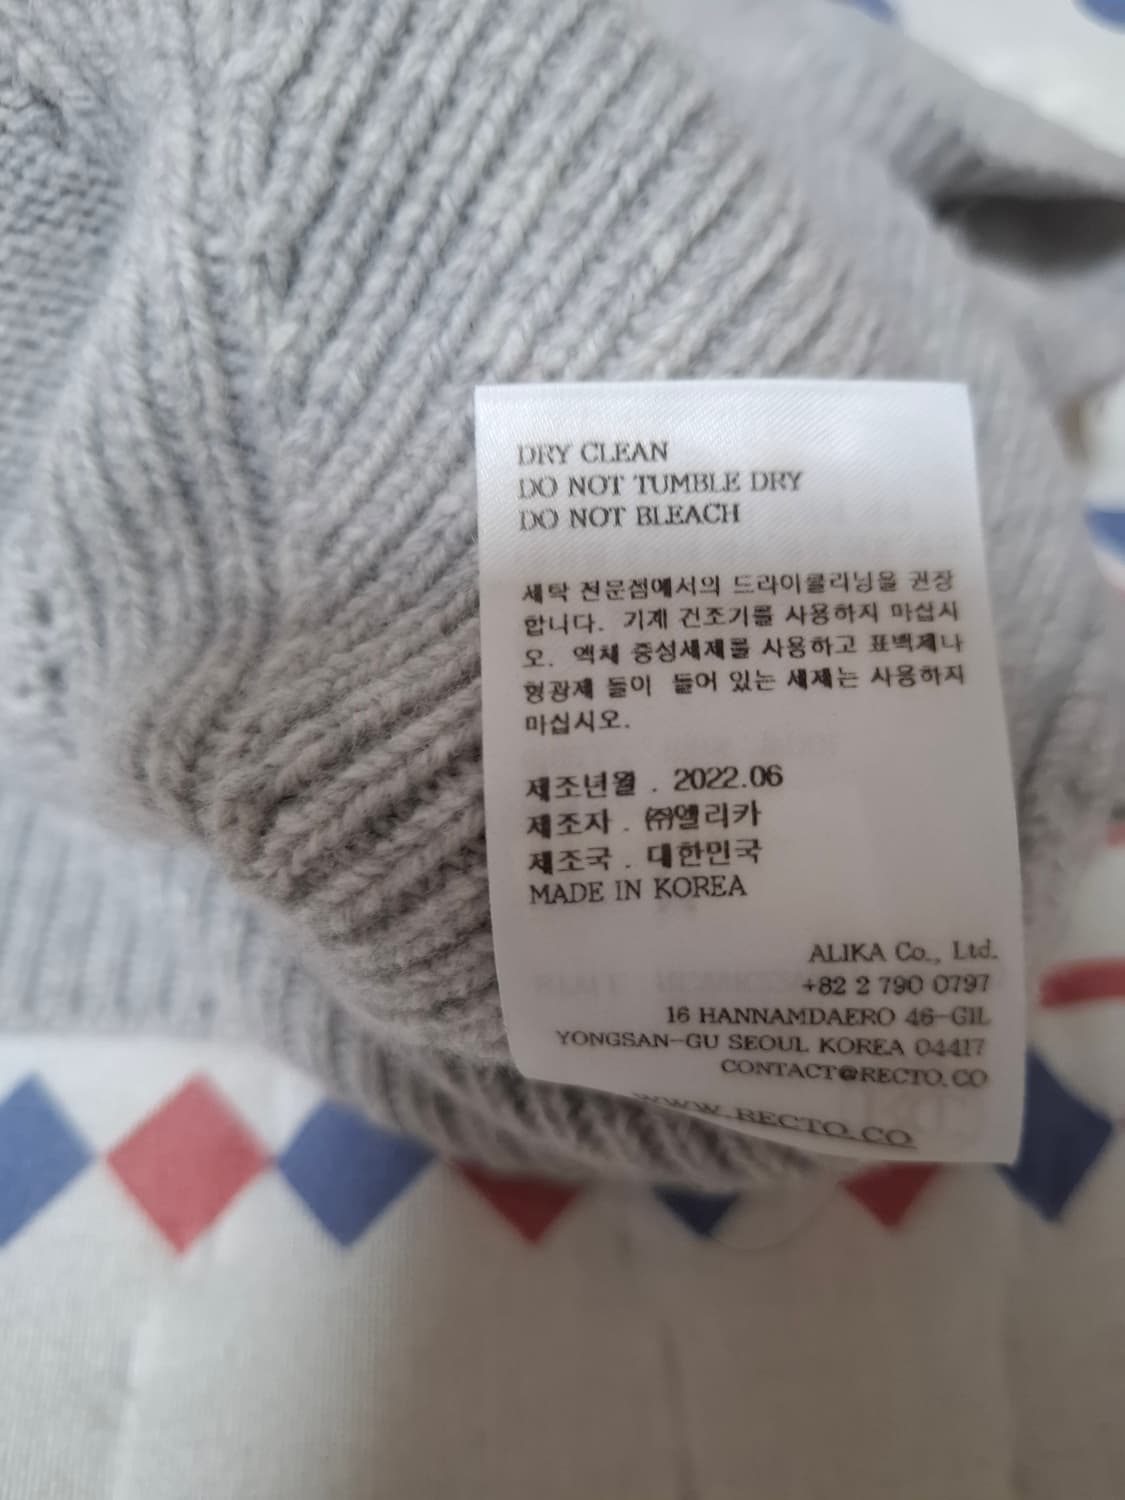 DRY CLEAN
DO NOT TUMBLE DRY
DO NOT BLEACH
세탁 전문점에서의 드라이클리닝을 권장
합니다. 기계 건조기를 사용하지 마십시
오. 액체 중성세제를 사용하고 표백제나
형광제 들이 들어 있는 세제는 사용하지
마십시오.
제조년월 . 2022.06
제조자 . ㈜앨리카
제조국 . 대한민국
MADE IN KOREA
ALIKA Co., Ltd.
+82 2 790 0797
16 HANNAMDAERO 46-GIL
YONGSAN-GU SEOUL KOREA 04417
CONTACT@RECTO.CO
WWW.RECTO.CO